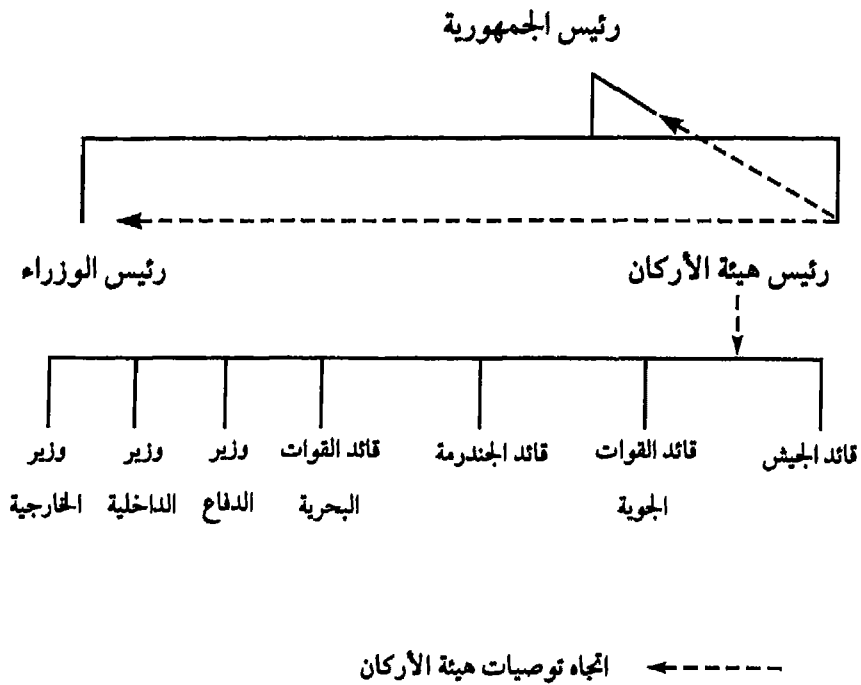 رئيس الجمهورية
رئيس هيئة الأركان
رئيس الوزراء
قائد الجيش
قائد القوات
الجوية
قائد الجندرمة
قائد القوات
البحرية
وزير
الدفاع
وزير
الداخلية
وزير
الخارجية
اتجاه توصيات هيئة الأركان